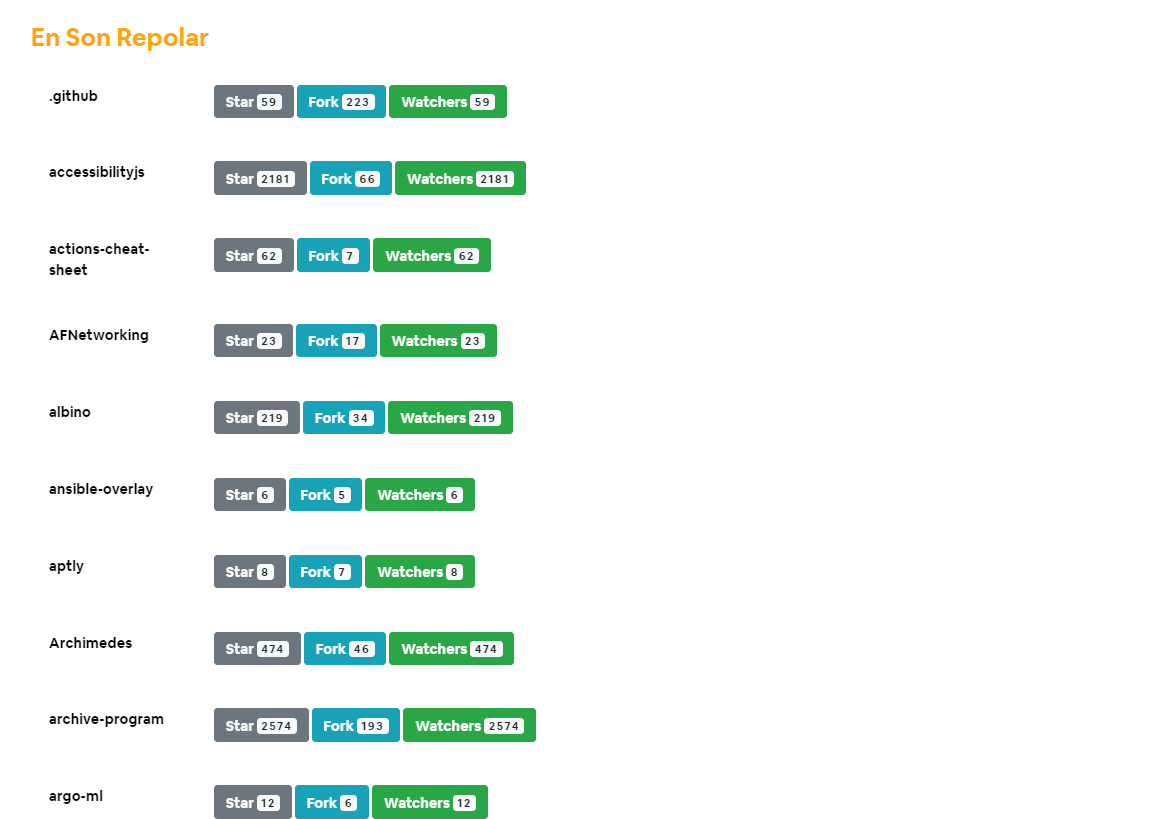 En Son Repolar
.github Star 59 Fork 223 Watchers 59
accessibilityjs Star 2181 Fork 66 Watchers 2181
actions-cheat- Star 62 Fork 7 Watchers 62
sheet
AFNetworking Star 23 Fork 17 Watchers 23
albino Star 219 Fork 34 Watchers 219
ansible-overlay Star 6 Fork 5 Watchers 6
aptly Star 8 Fork 7 Watchers 8
Archimedes Star 474 Fork 46 Watchers 474
archive-program Star 2574 Fork 193 Watchers 2574
argo-ml Star 12 Fork 6 Watchers 12